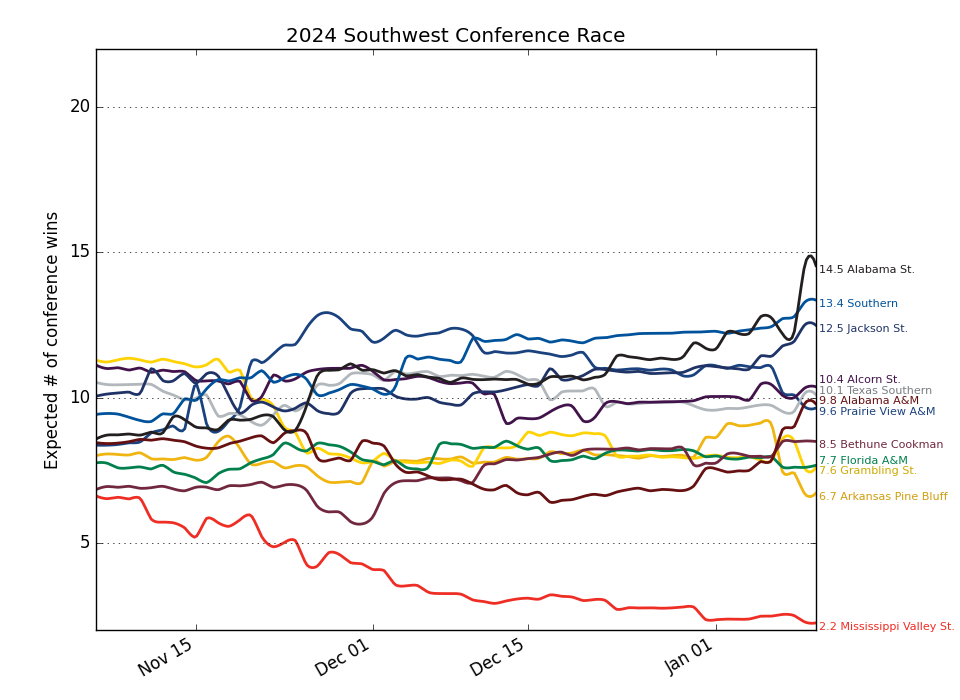 2024 Southwest Conference Race
Expected # of conference wins
20
15
10
5
Nov 15
Dec 01
Dec 15
Jan 01
14.5 Alabama St.
13.4 Southern
12.5 Jackson St.
10.4 Alcorn St.
10.1 Texas Southern
9.8 Alabama A&M
9.6 Prairie View A&M
8.5 Bethune Cookman
7.7 Florida A&M
7.6 Grambling St.
6.7 Arkansas Pine Bluff
2.2 Mississippi Valley St.